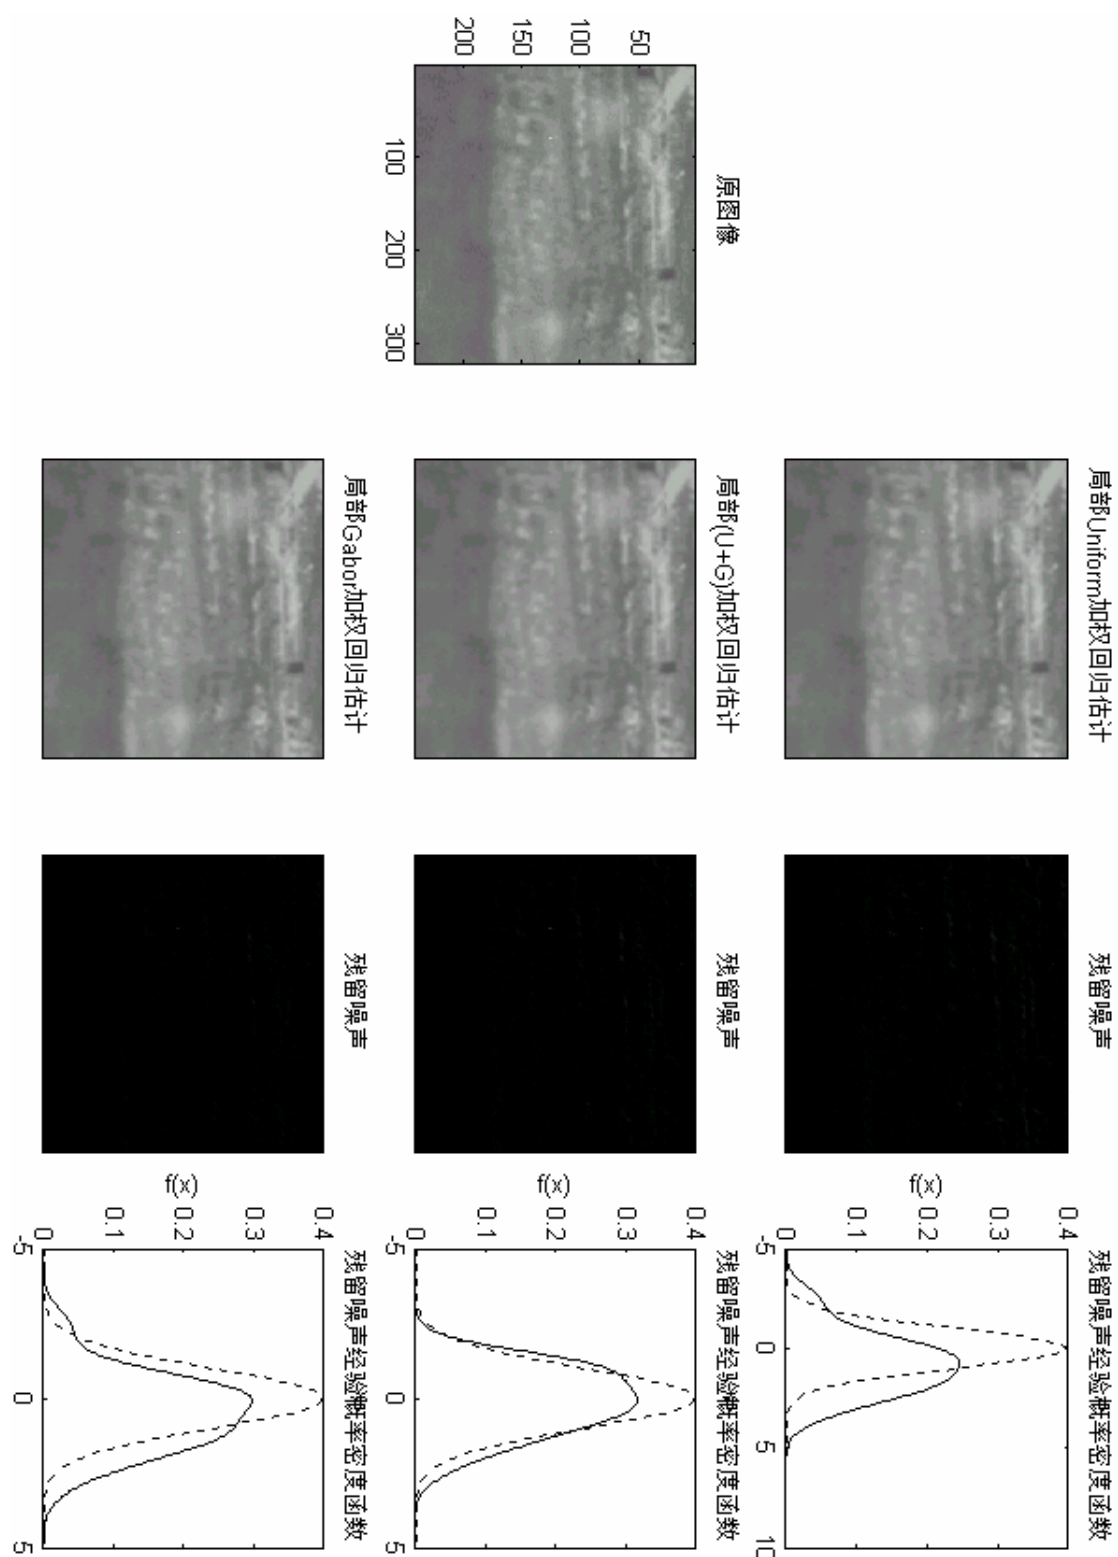 局部Uniform加权回归估计
残留噪声
残留噪声经验概率密度函数
0.4
0.3
0.2
0.1
0
f(x)
-5 0 5 10
原图像
50
100
150
200
100 200 300
局部(U+G)加权回归估计
残留噪声
残留噪声经验概率密度函数
0.4
0.3
0.2
0.1
0
f(x)
-5 0 5
局部Gabor加权回归估计
残留噪声
残留噪声经验概率密度函数
0.4
0.3
0.2
0.1
0
f(x)
-5 0 5